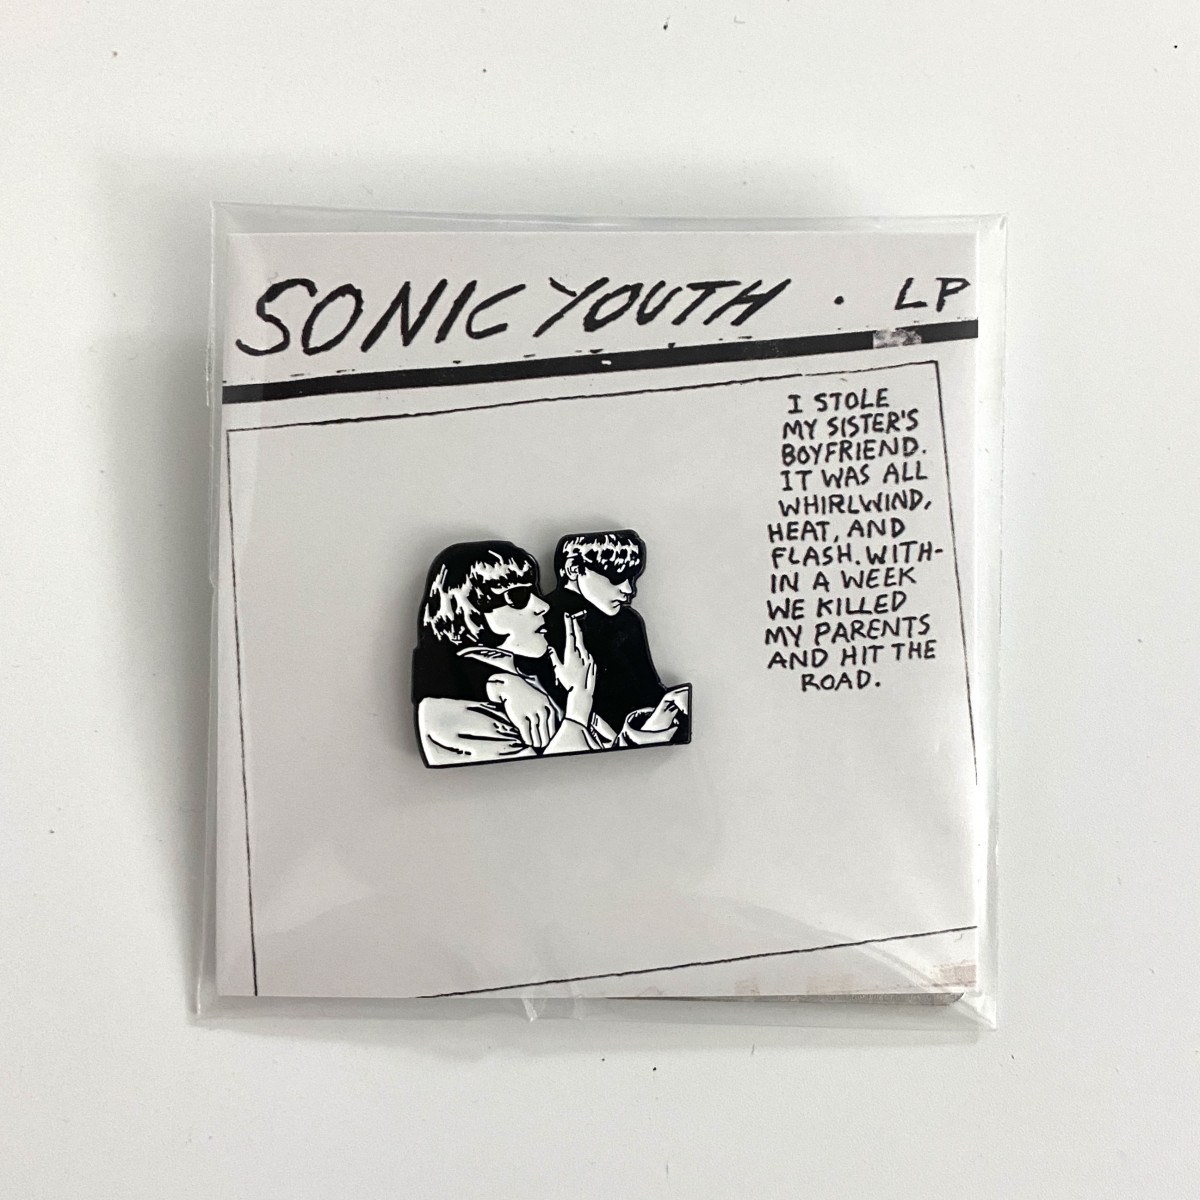 SONIC YOUTH · LP
I STOLE
MY SISTER'S
BOYFRIEND.
IT WAS ALL
WHIRLWIND,
HEAT, AND
FLASH. WITH-
IN A WEEK
WE KILLED
MY PARENTS
AND HIT THE
ROAD.